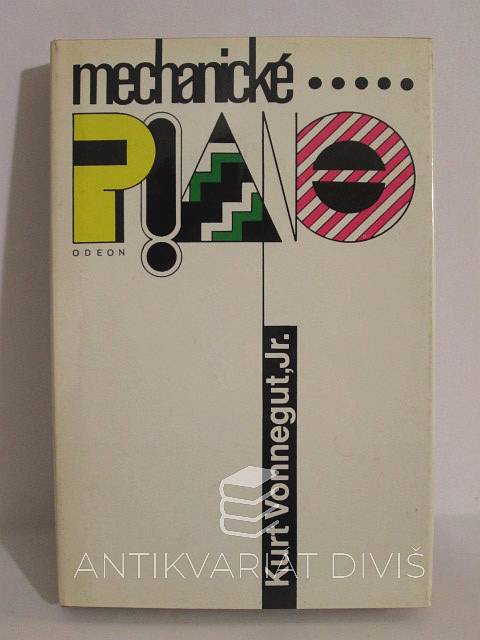 mechanické .....
PIANO
ODEON
Kurt Vonnegut, Jr.
ANTIKVARIÁT DIVIŠ